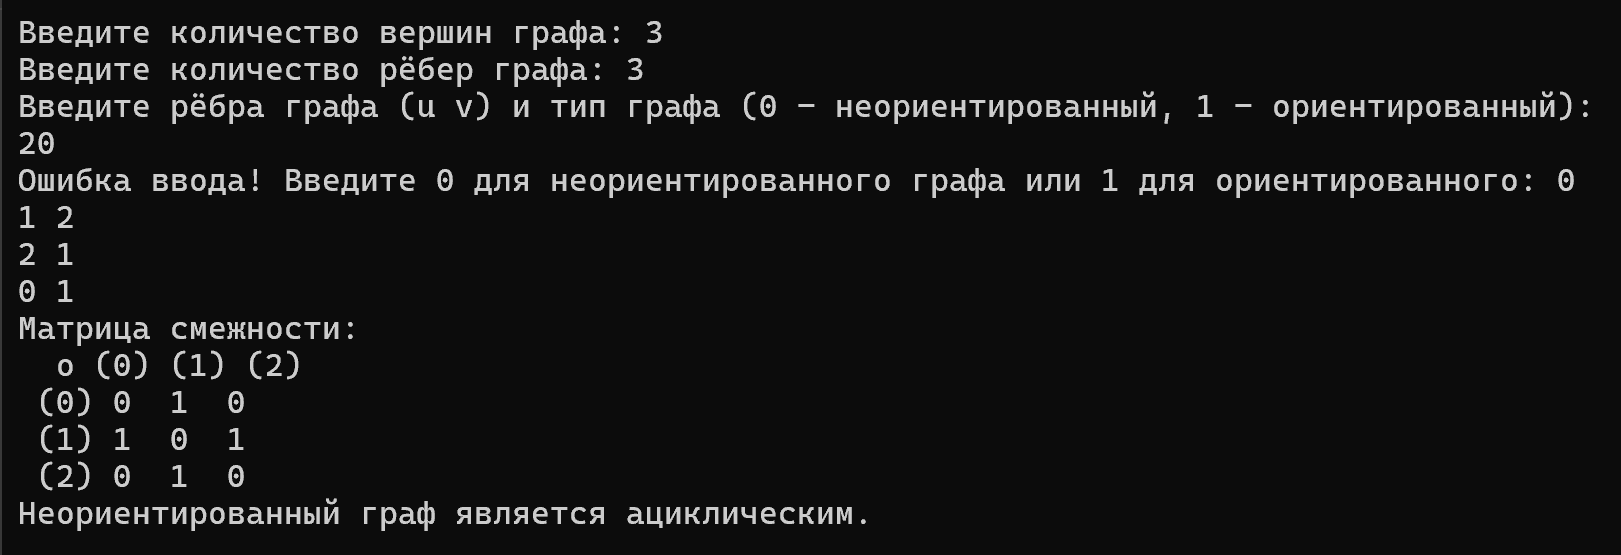 Введите количество вершин графа: 3
Введите количество рёбер графа: 3
Введите рёбра графа (u v) и тип графа (0 - неориентированный, 1 - ориентированный):
20
Ошибка ввода! Введите 0 для неориентированного графа или 1 для ориентированного: 0
1 2
2 1
0 1
Матрица смежности:
  o (0) (1) (2)
 (0) 0  1  0
 (1) 1  0  1
 (2) 0  1  0
Неориентированный граф является ациклическим.